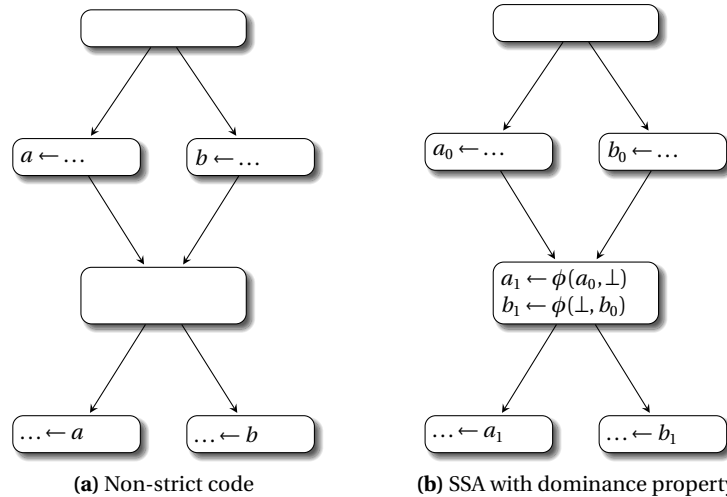 a ← …
b ← …
… ← a
… ← b
(a) Non-strict code
a₀ ← …
b₀ ← …
a₁ ← ϕ(a₀, ⊥)
b₁ ← ϕ(⊥, b₀)
… ← a₁
… ← b₁
(b) SSA with dominance property